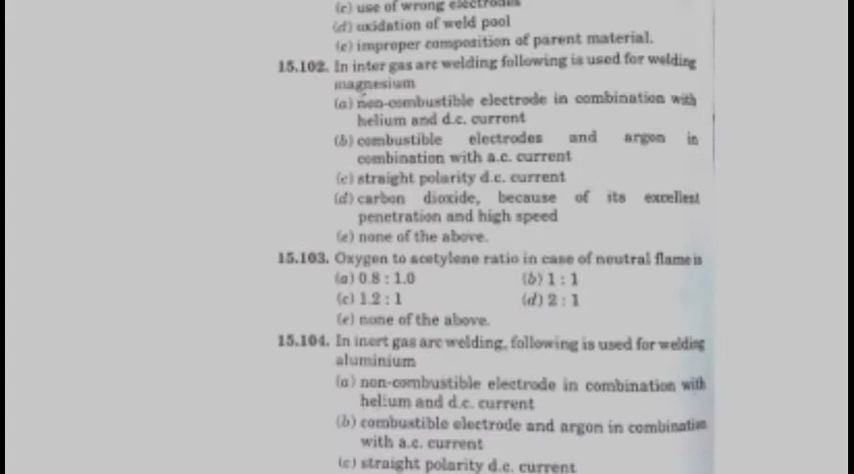 (c) use of wrong electrodes
(d) oxidation of weld pool
(e) improper composition of parent material.
15.102. In inter gas arc welding following is used for welding
magnesium
(a) non-combustible electrode in combination with
helium and d.c. current
(b) combustible electrodes and argon in
combination with a.c. current
(c) straight polarity d.c. current
(d) carbon dioxide, because of its excellest
penetration and high speed
(e) none of the above.
15.103. Oxygen to acetylene ratio in case of neutral flame is
(a) 0.8 : 1.0 (b) 1 : 1
(c) 1.2 : 1 (d) 2 : 1
(e) none of the above.
15.104. In inert gas arc welding, following is used for welding
aluminium
(a) non-combustible electrode in combination with
helium and d.c. current
(b) combustible electrode and argon in combination
with a.c. current
(c) straight polarity d.c. current